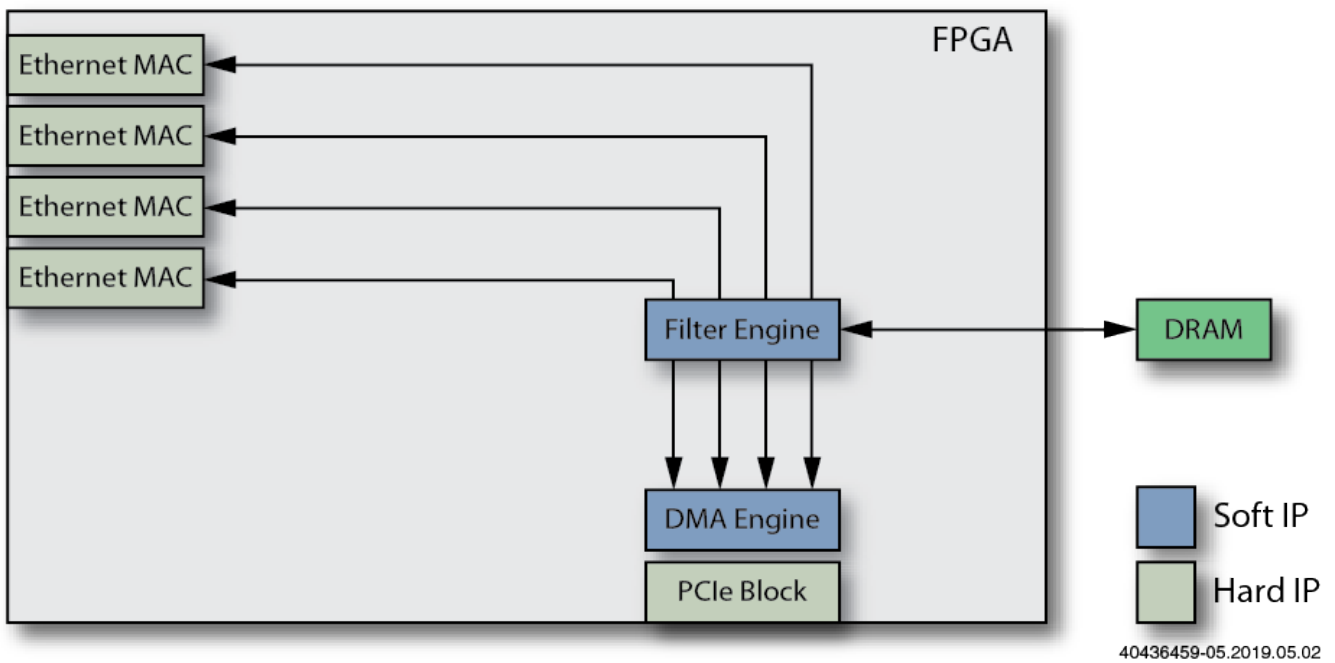 FPGA
Ethernet MAC
Ethernet MAC
Ethernet MAC
Ethernet MAC
Filter Engine
DRAM
DMA Engine
PCIe Block
Soft IP
Hard IP
40436459-05.2019.05.02